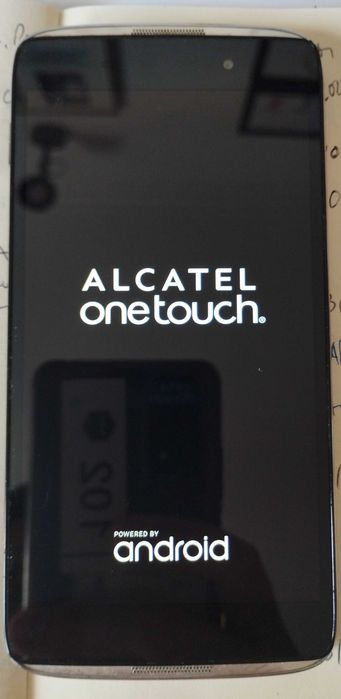 ALCATEL
onetouch®
POWERED BY
android